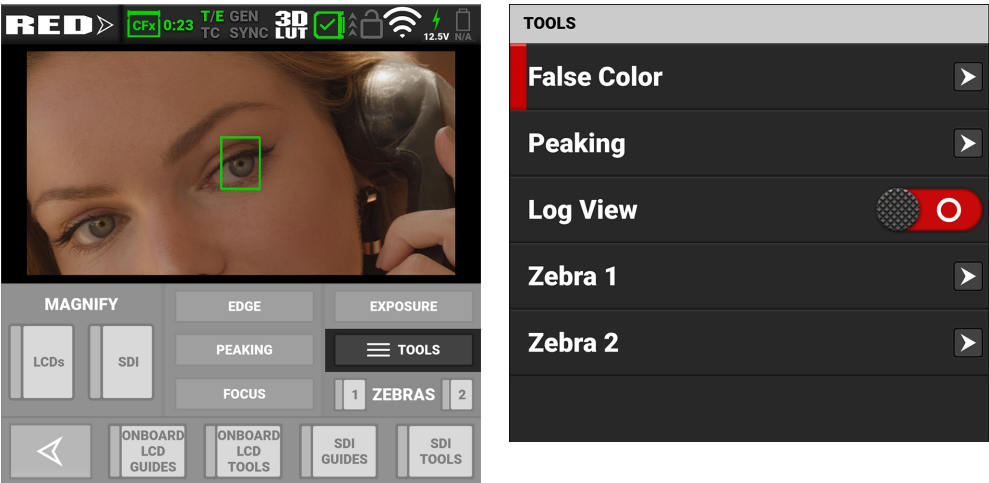 RED
CFx 0:23 T/E GEN 3D
TC SYNC LUT
12.5V N/A
MAGNIFY
LCDs
SDI
EDGE
PEAKING
FOCUS
EXPOSURE
TOOLS
1 ZEBRAS 2
ONBOARD
LCD
GUIDES
ONBOARD
LCD
TOOLS
SDI
GUIDES
SDI
TOOLS
TOOLS
False Color
Peaking
Log View
Zebra 1
Zebra 2